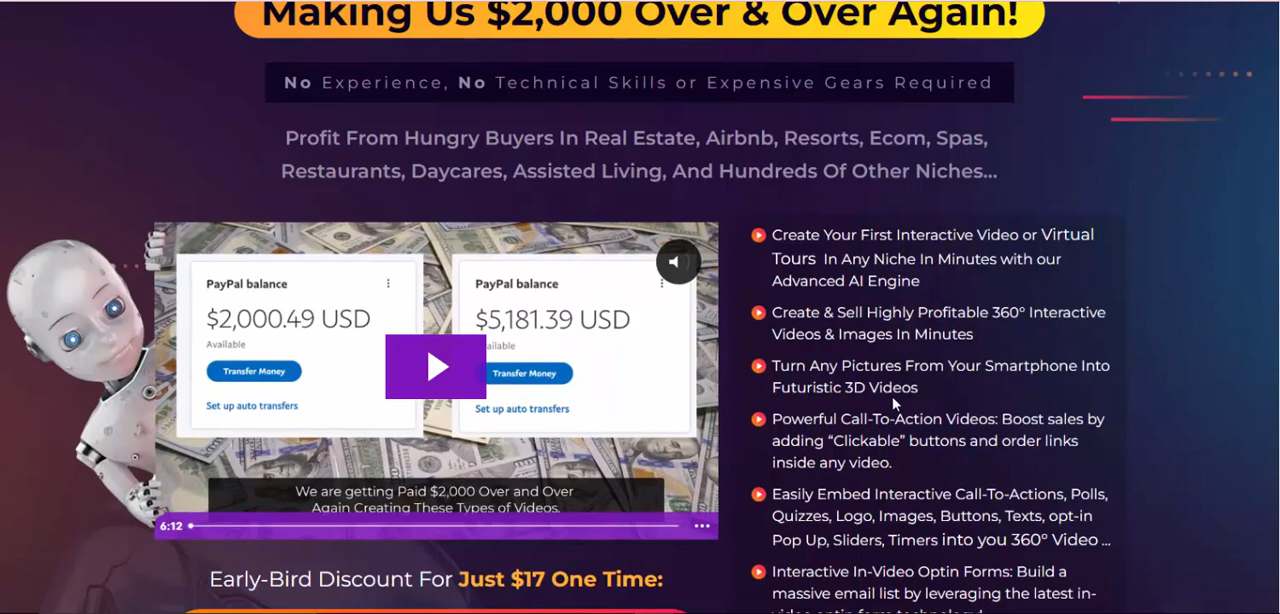 Making Us $2,000 Over & Over Again!
No Experience, No Technical Skills or Expensive Gears Required
Profit From Hungry Buyers In Real Estate, Airbnb, Resorts, Ecom, Spas,
Restaurants, Daycares, Assisted Living, And Hundreds Of Other Niches...
PayPal balance
$2,000.49 USD
Available
Transfer Money
Set up auto transfers
PayPal balance
$5,181.39 USD
Transfer Money
Set up auto transfers
We are getting Paid $2,000 Over and Over
Again Creating These Types of Videos.
6:12
Early-Bird Discount For Just $17 One Time:
Create Your First Interactive Video or Virtual
Tours In Any Niche In Minutes with our
Advanced AI Engine
Create & Sell Highly Profitable 360° Interactive
Videos & Images In Minutes
Turn Any Pictures From Your Smartphone Into
Futuristic 3D Videos
Powerful Call-To-Action Videos: Boost sales by
adding “Clickable” buttons and order links
inside any video.
Easily Embed Interactive Call-To-Actions, Polls,
Quizzes, Logo, Images, Buttons, Texts, opt-in
Pop Up, Sliders, Timers into you 360° Video ...
Interactive In-Video Optin Forms: Build a
massive email list by leveraging the latest in-
video optin form technology!